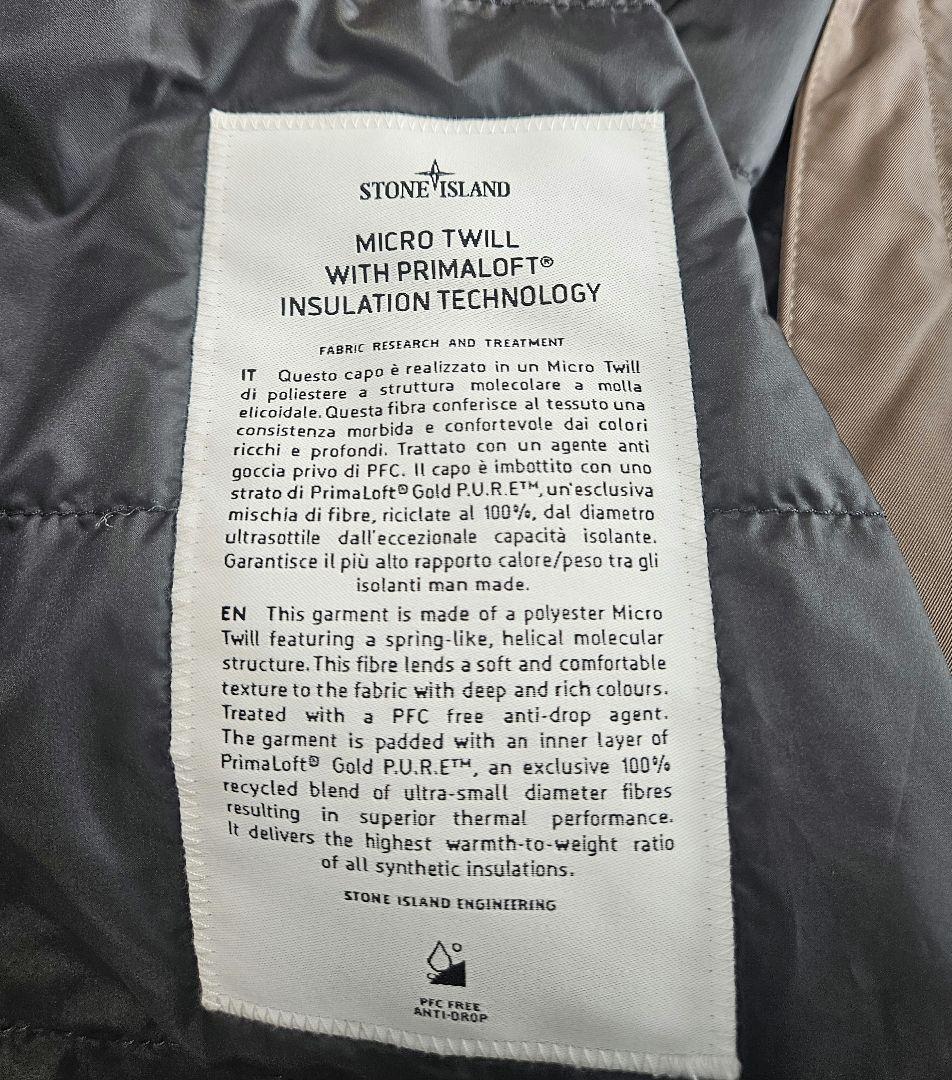 STONE ISLAND
MICRO TWILL
WITH PRIMALOFT®
INSULATION TECHNOLOGY
FABRIC RESEARCH AND TREATMENT
IT Questo capo è realizzato in un Micro Twill
di poliestere a struttura molecolare a molla
elicoidale. Questa fibra conferisce al tessuto una
consistenza morbida e confortevole dai colori
ricchi e profondi. Trattato con un agente anti
goccia privo di PFC. Il capo è imbottito con uno
strato di PrimaLoft® Gold P.U.R.E™, un'esclusiva
mischia di fibre, riciclate al 100%, dal diametro
ultrasottile dall'eccezionale capacità isolante.
Garantisce il più alto rapporto calore/peso tra gli
isolanti man made.
EN This garment is made of a polyester Micro
Twill featuring a spring-like, helical molecular
structure. This fibre lends a soft and comfortable
texture to the fabric with deep and rich colours.
Treated with a PFC free anti-drop agent.
The garment is padded with an inner layer of
PrimaLoft® Gold P.U.R.E™, an exclusive 100%
recycled blend of ultra-small diameter fibres
resulting in superior thermal performance.
It delivers the highest warmth-to-weight ratio
of all synthetic insulations.
STONE ISLAND ENGINEERING
PFC FREE
ANTI-DROP